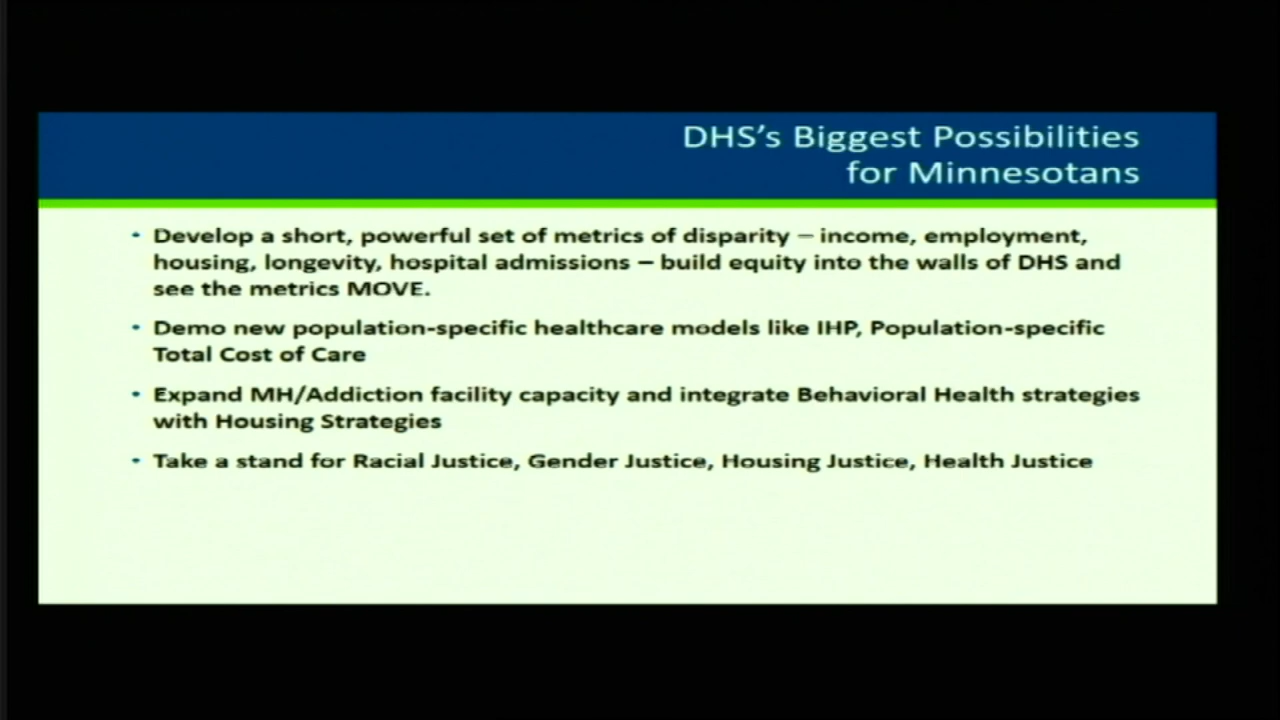 DHS's Biggest Possibilities
for Minnesotans
• Develop a short, powerful set of metrics of disparity – income, employment,
housing, longevity, hospital admissions – build equity into the walls of DHS and
see the metrics MOVE.
• Demo new population-specific healthcare models like IHP, Population-specific
Total Cost of Care
• Expand MH/Addiction facility capacity and integrate Behavioral Health strategies
with Housing Strategies
• Take a stand for Racial Justice, Gender Justice, Housing Justice, Health Justice